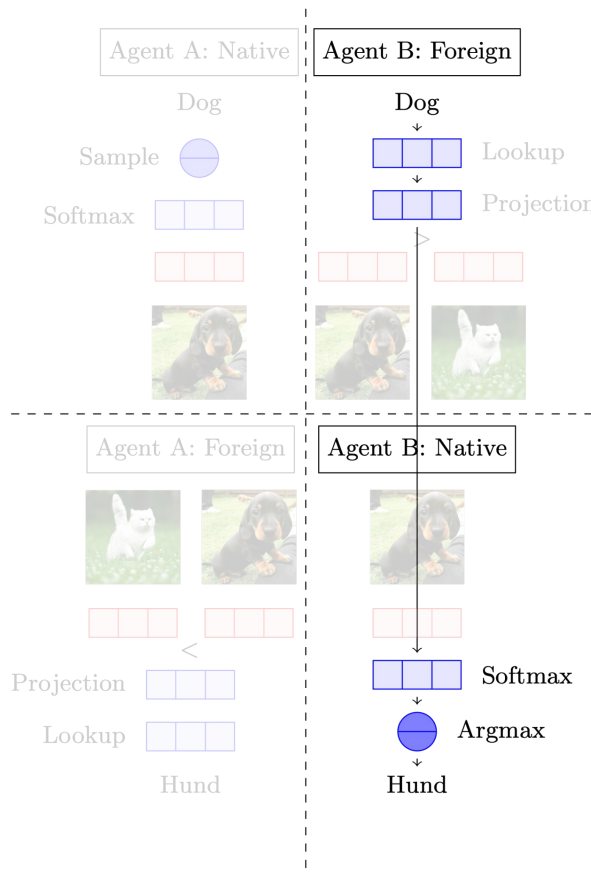 Agent A: Native
Agent B: Foreign
Dog
Dog
Sample
Lookup
Softmax
Projection
>
Agent A: Foreign
Agent B: Native
<
Projection
Softmax
Lookup
Argmax
Hund
Hund